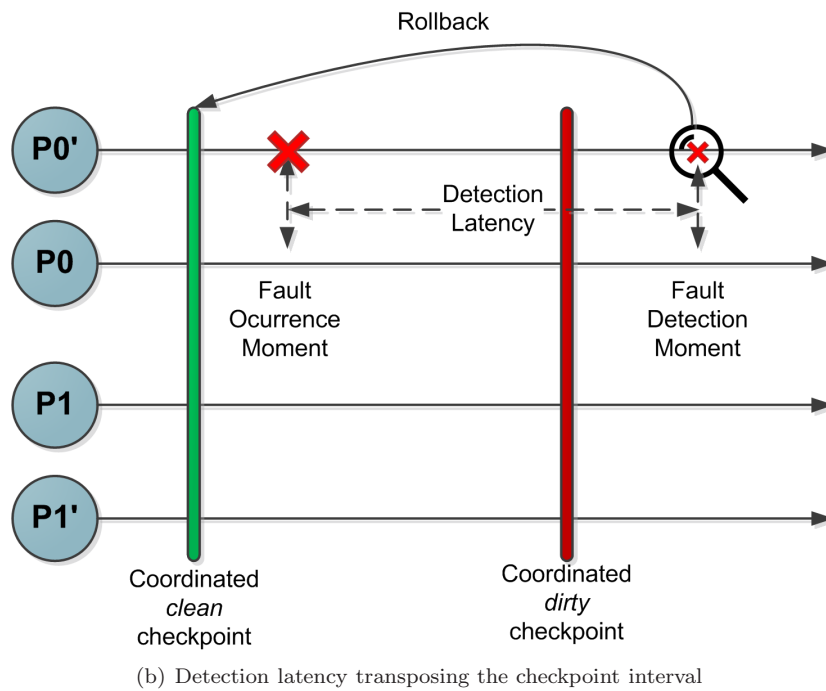 Rollback
P0'
Detection
Latency
P0
Fault
Ocurrence
Moment
Fault
Detection
Moment
P1
P1'
Coordinated
clean
checkpoint
Coordinated
dirty
checkpoint
(b) Detection latency transposing the checkpoint interval